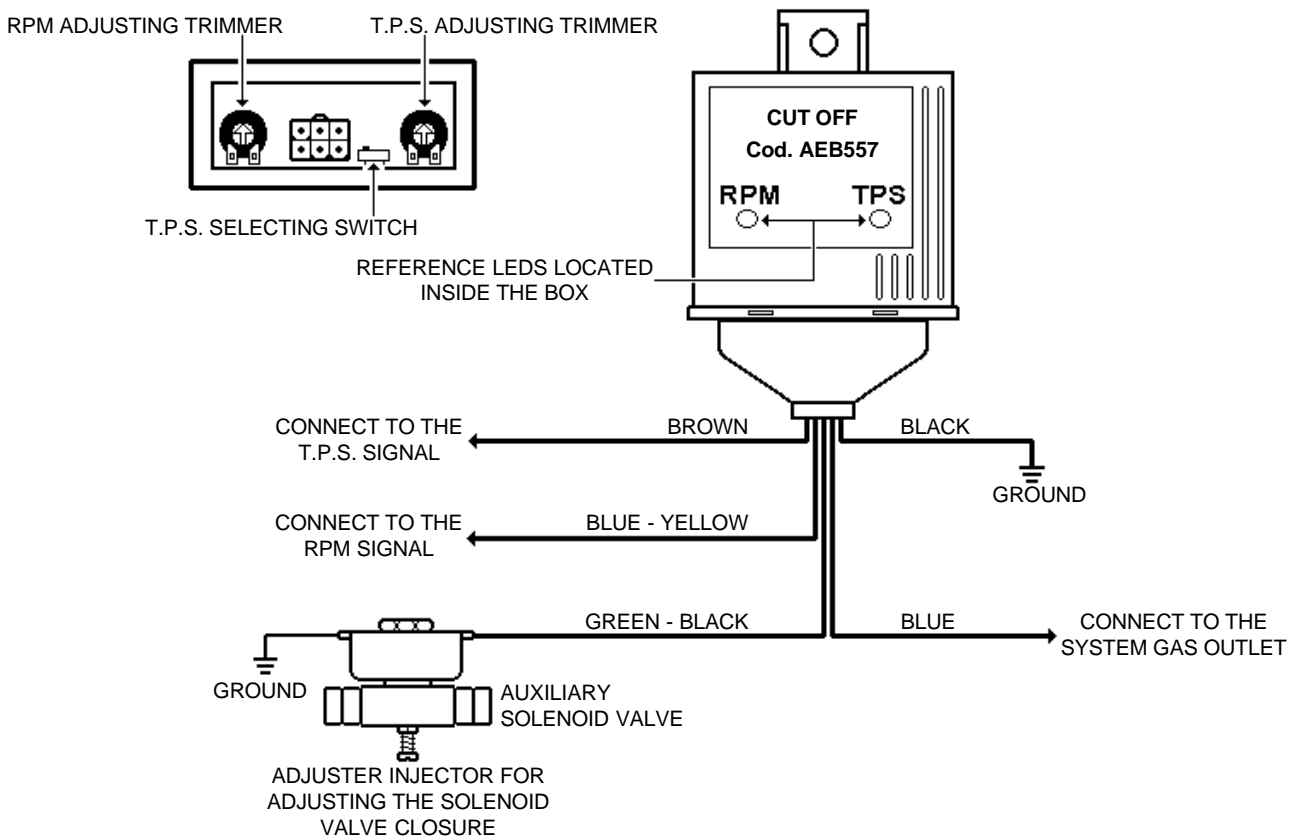 RPM ADJUSTING TRIMMER
T.P.S. ADJUSTING TRIMMER
T.P.S. SELECTING SWITCH
CUT OFF
Cod. AEB557
RPM
TPS
REFERENCE LEDS LOCATED
INSIDE THE BOX
CONNECT TO THE
T.P.S. SIGNAL
BROWN
BLACK
GROUND
CONNECT TO THE
RPM SIGNAL
BLUE - YELLOW
GREEN - BLACK
BLUE
CONNECT TO THE
SYSTEM GAS OUTLET
GROUND
AUXILIARY
SOLENOID VALVE
ADJUSTER INJECTOR FOR
ADJUSTING THE SOLENOID
VALVE CLOSURE